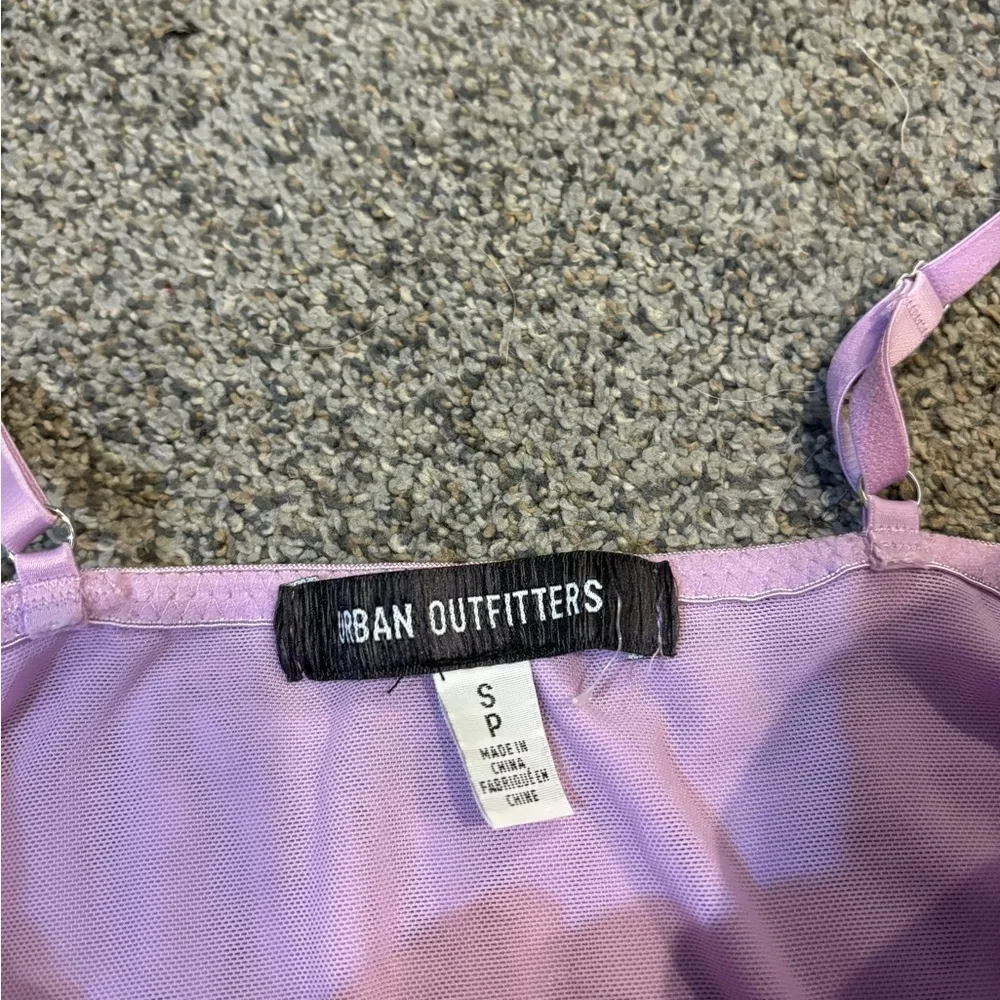 URBAN OUTFITTERS
S
P
MADE IN
CHINA
FABRIQUÉ EN
CHINE